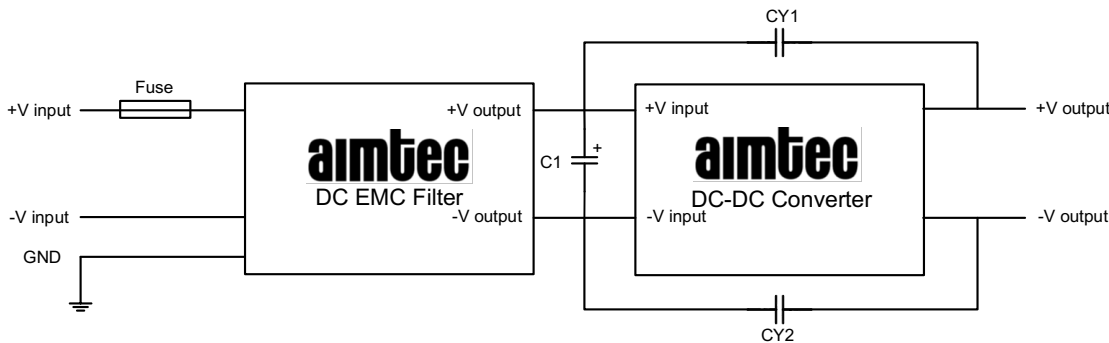 CY1
Fuse
+V input
+V output
+V input
+V output
aimtec
DC EMC Filter
C1
+
aimtec
DC-DC Converter
-V input
-V output
-V input
-V output
GND
CY2